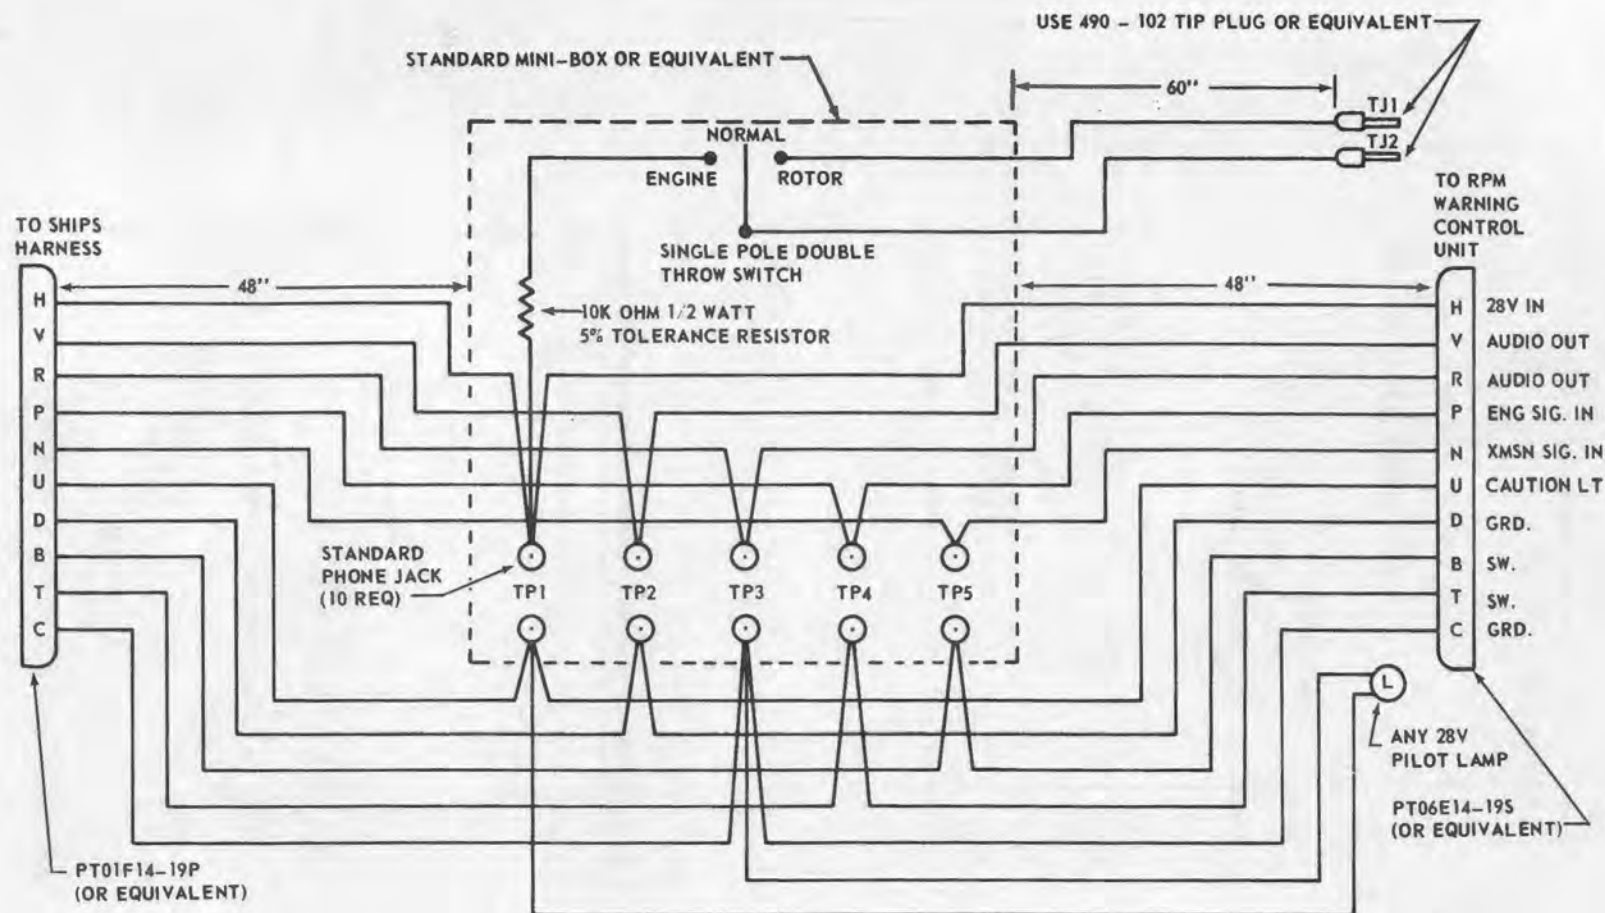 USE 490 - 102 TIP PLUG OR EQUIVALENT
STANDARD MINI-BOX OR EQUIVALENT
60"
TJ1
TJ2
NORMAL
ENGINE
ROTOR
TO RPM
WARNING
CONTROL
UNIT
TO SHIPS
HARNESS
SINGLE POLE DOUBLE
THROW SWITCH
48"
48"
10K OHM 1/2 WATT
5% TOLERANCE RESISTOR
H
V
R
P
N
U
D
B
T
C
H 28V IN
V AUDIO OUT
R AUDIO OUT
P ENG SIG. IN
N XMSN SIG. IN
U CAUTION LT
D GRD.
B SW.
T SW.
C GRD.
STANDARD
PHONE JACK
(10 REQ)
TP1
TP2
TP3
TP4
TP5
L
ANY 28V
PILOT LAMP
PT06E14-19S
(OR EQUIVALENT)
PT01F14-19P
(OR EQUIVALENT)